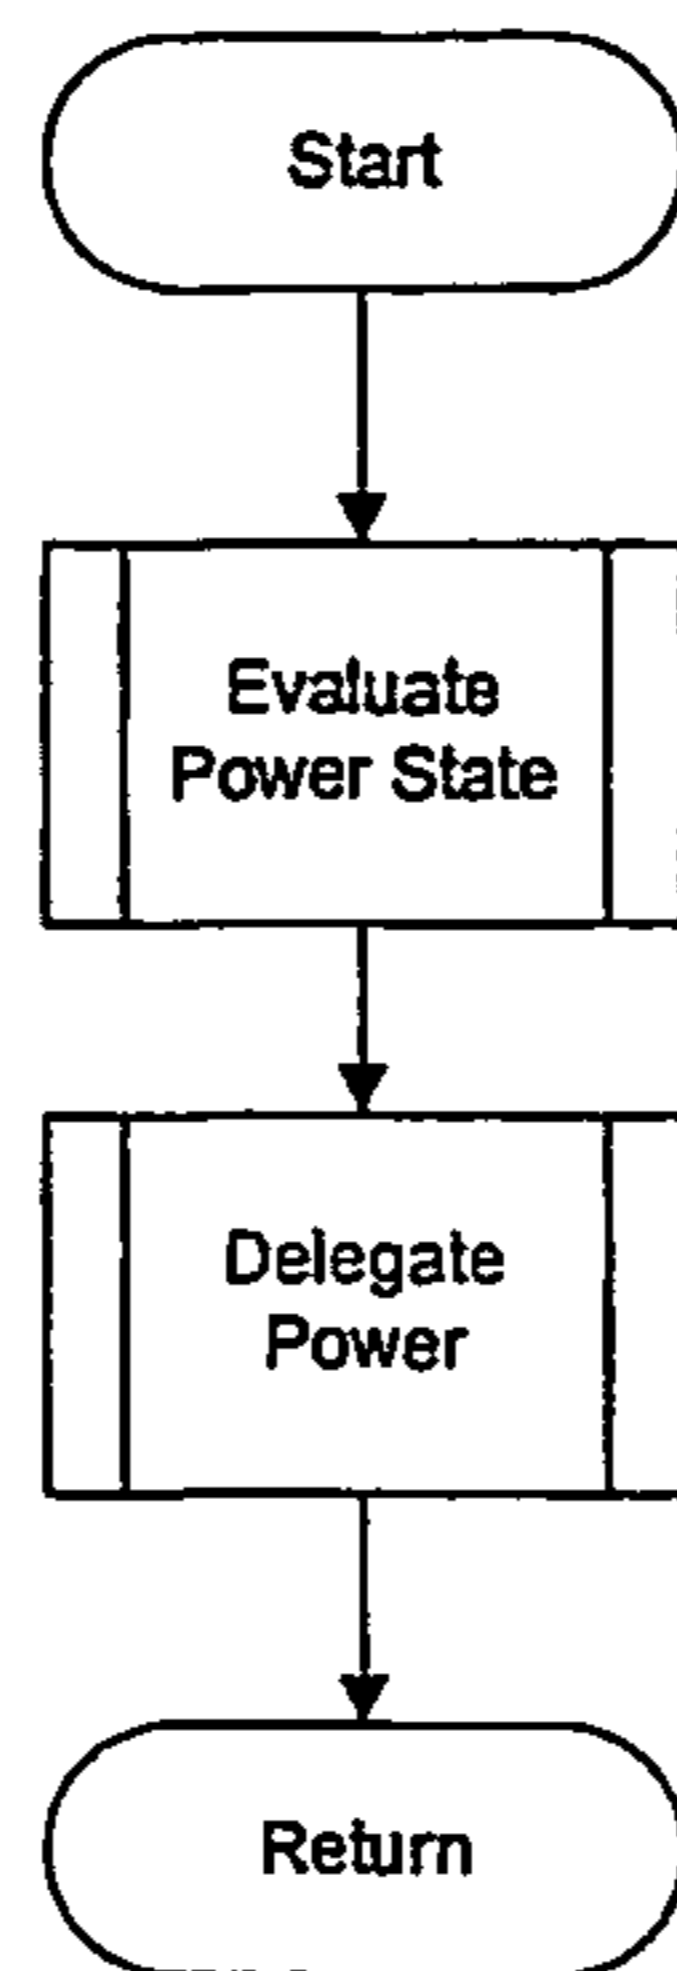 Start
Evaluate
Power State
Delegate
Power
Return